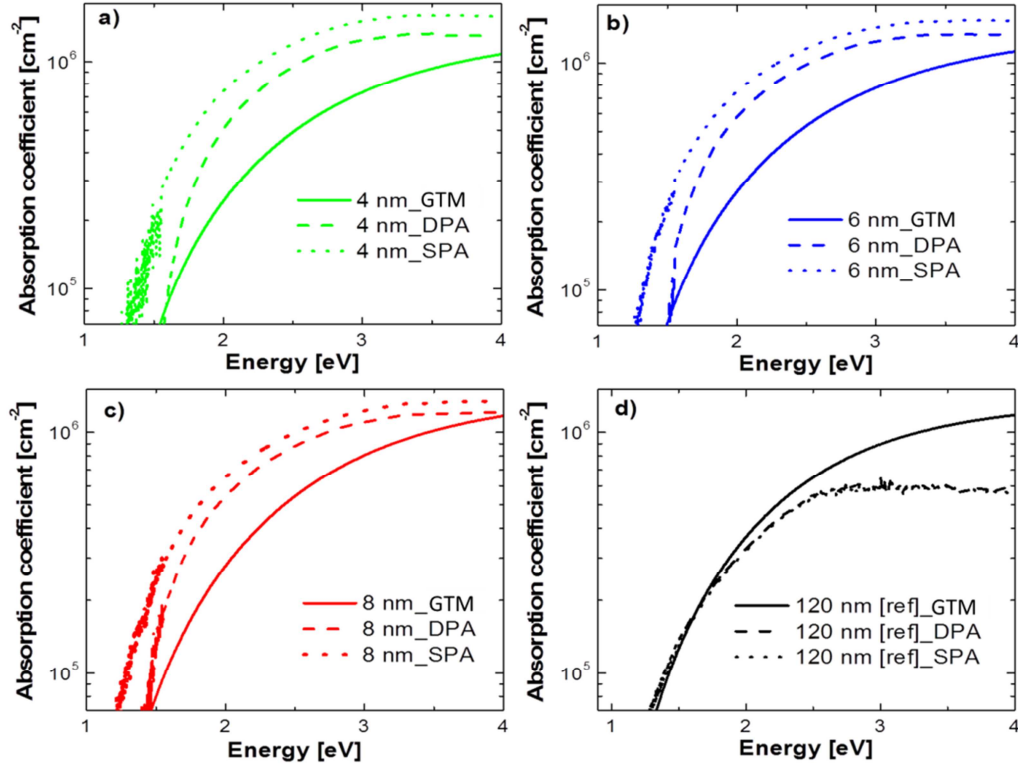 a)
Absorption coefficient [cm⁻²]
10⁶
10⁵
4 nm_GTM
4 nm_DPA
4 nm_SPA
1 2 3 4
Energy [eV]
b)
Absorption coefficient [cm⁻²]
10⁶
10⁵
6 nm_GTM
6 nm_DPA
6 nm_SPA
1 2 3 4
Energy [eV]
c)
Absorption coefficient [cm⁻²]
10⁶
10⁵
8 nm_GTM
8 nm_DPA
8 nm_SPA
1 2 3 4
Energy [eV]
d)
Absorption coefficient [cm⁻²]
10⁶
10⁵
120 nm [ref]_GTM
120 nm [ref]_DPA
120 nm [ref]_SPA
1 2 3 4
Energy [eV]